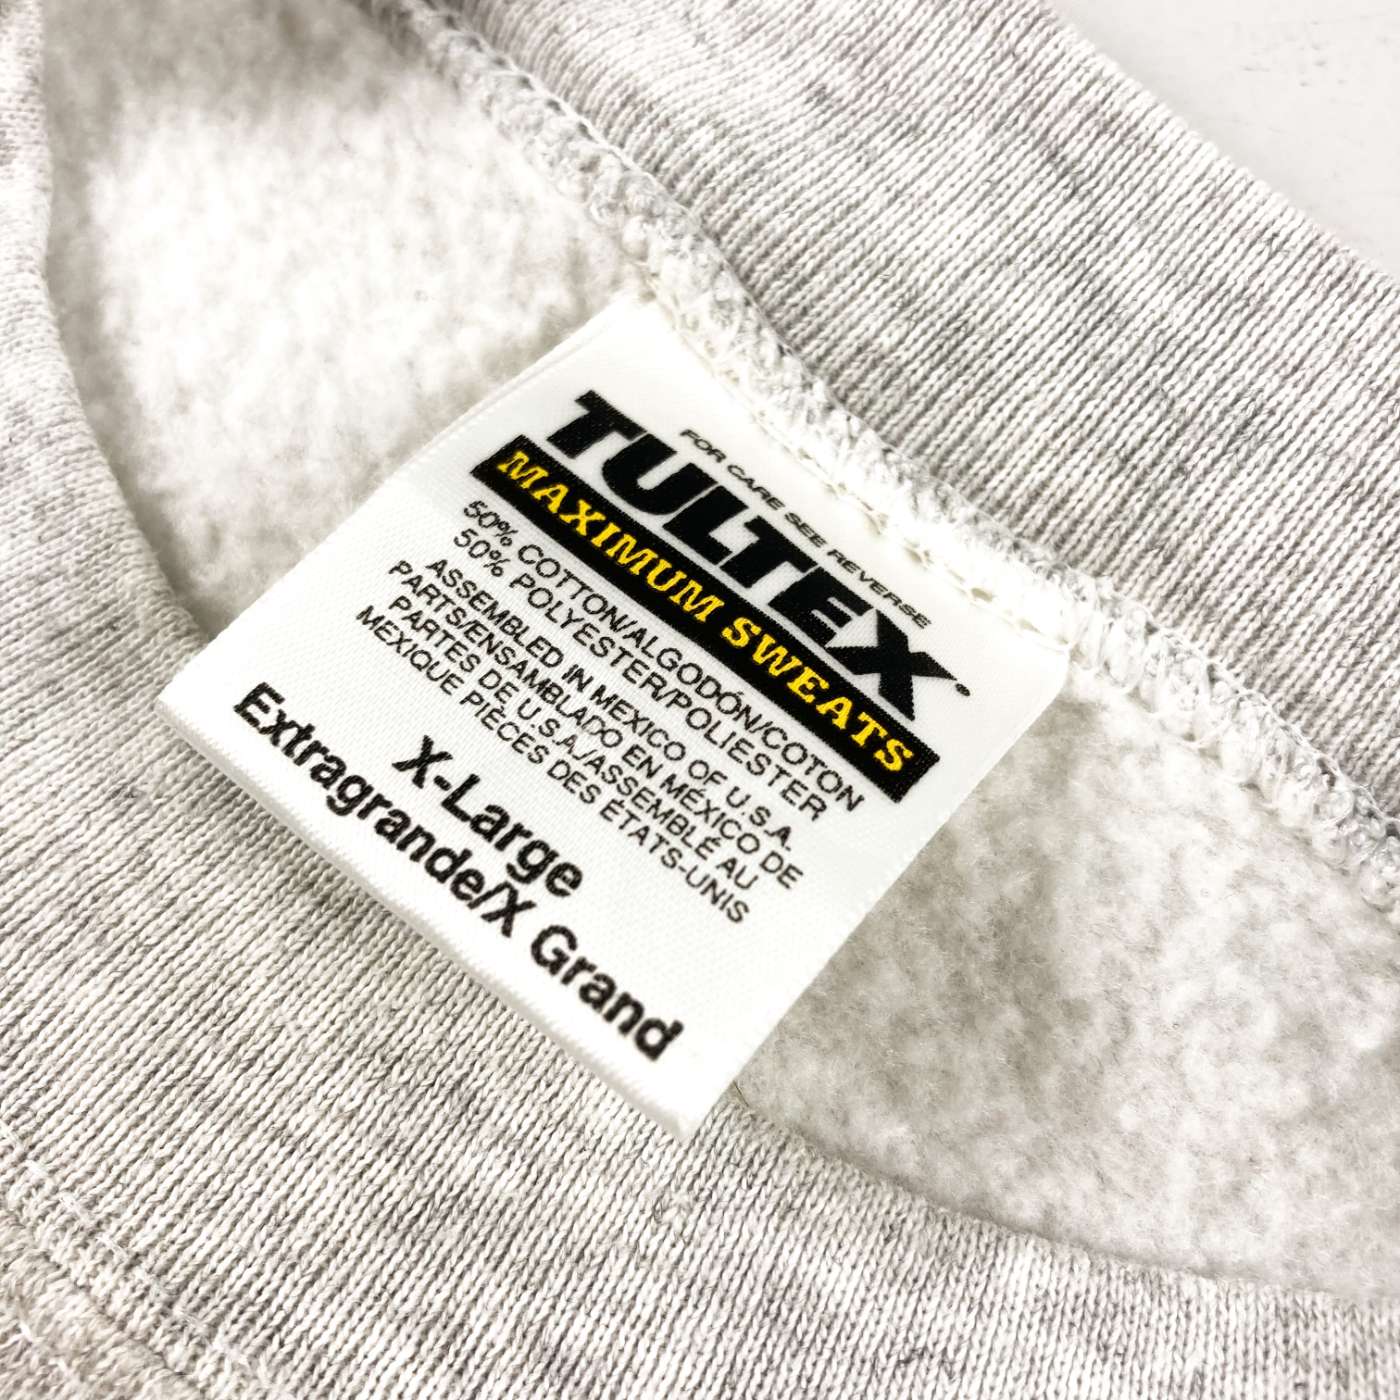 FOR CARE SEE REVERSE
TULTEX
MAXIMUM SWEATS
50% COTTON/ALGODÓN/COTON
50% POLYESTER/POLIESTER
ASSEMBLED IN MEXICO OF U.S.A.
PARTS/ENSAMBLADO EN MÉXICO DE
PARTES DE U.S.A./ASSEMBLÉ AU
MEXIQUE PIÈCES DES ÉTATS-UNIS
X-Large
Extragrande/X Grand